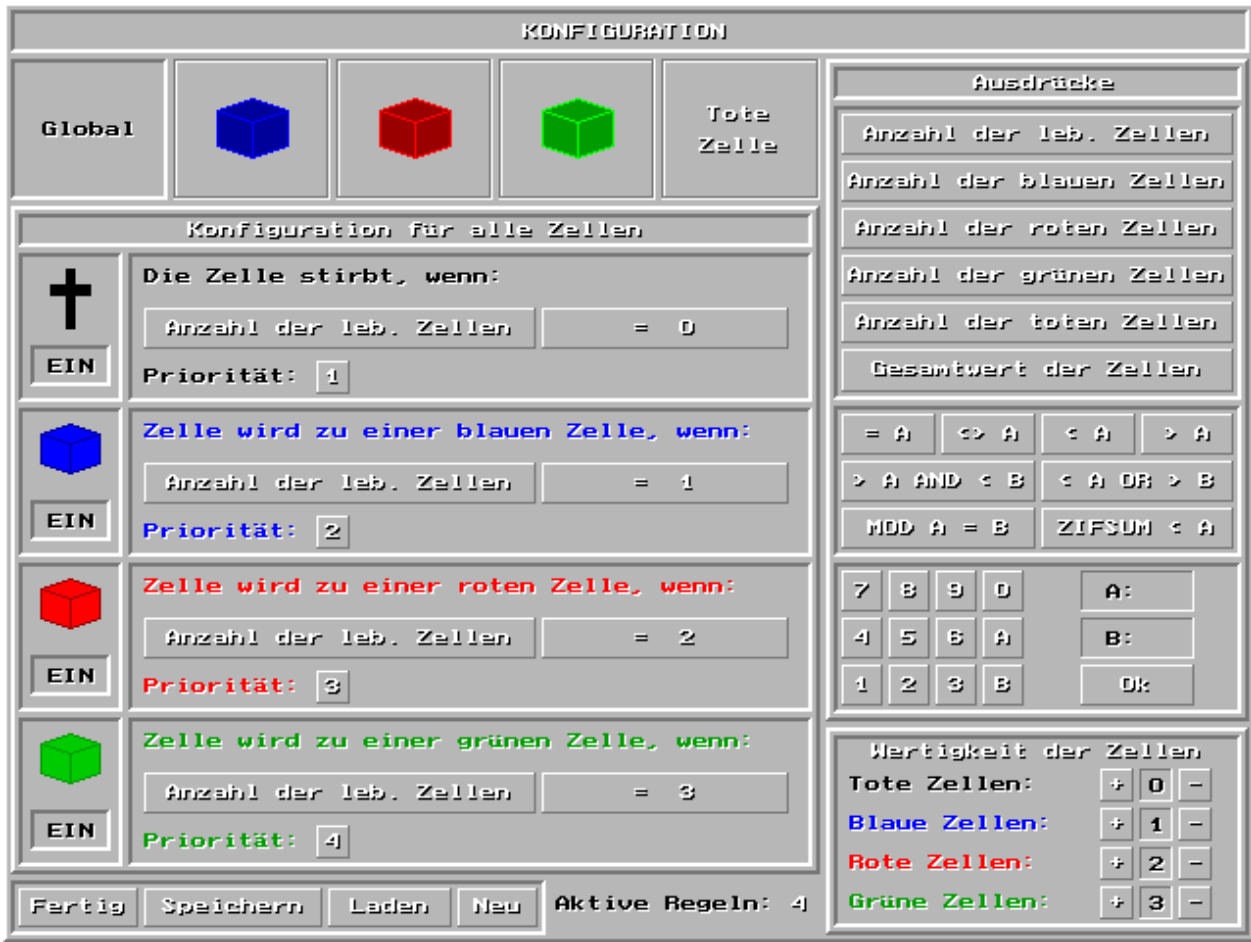 KONFIGURATION
Global
Tote
Zelle
Konfiguration für alle Zellen
Die Zelle stirbt, wenn:
Anzahl der leb. Zellen = 0
EIN
Priorität: 1
Zelle wird zu einer blauen Zelle, wenn:
Anzahl der leb. Zellen = 1
EIN
Priorität: 2
Zelle wird zu einer roten Zelle, wenn:
Anzahl der leb. Zellen = 2
EIN
Priorität: 3
Zelle wird zu einer grünen Zelle, wenn:
Anzahl der leb. Zellen = 3
EIN
Priorität: 4
Fertig Speichern Laden Neu Aktive Regeln: 4
Ausdrücke
Anzahl der leb. Zellen
Anzahl der blauen Zellen
Anzahl der roten Zellen
Anzahl der grünen Zellen
Anzahl der toten Zellen
Gesamtwert der Zellen
= A <> A < A > A
> A AND < B < A OR > B
MOD A = B ZIFSUM < A
7 8 9 0 A:
4 5 6 A B:
1 2 3 B Ok
Wertigkeit der Zellen
Tote Zellen: + 0 -
Blaue Zellen: + 1 -
Rote Zellen: + 2 -
Grüne Zellen: + 3 -